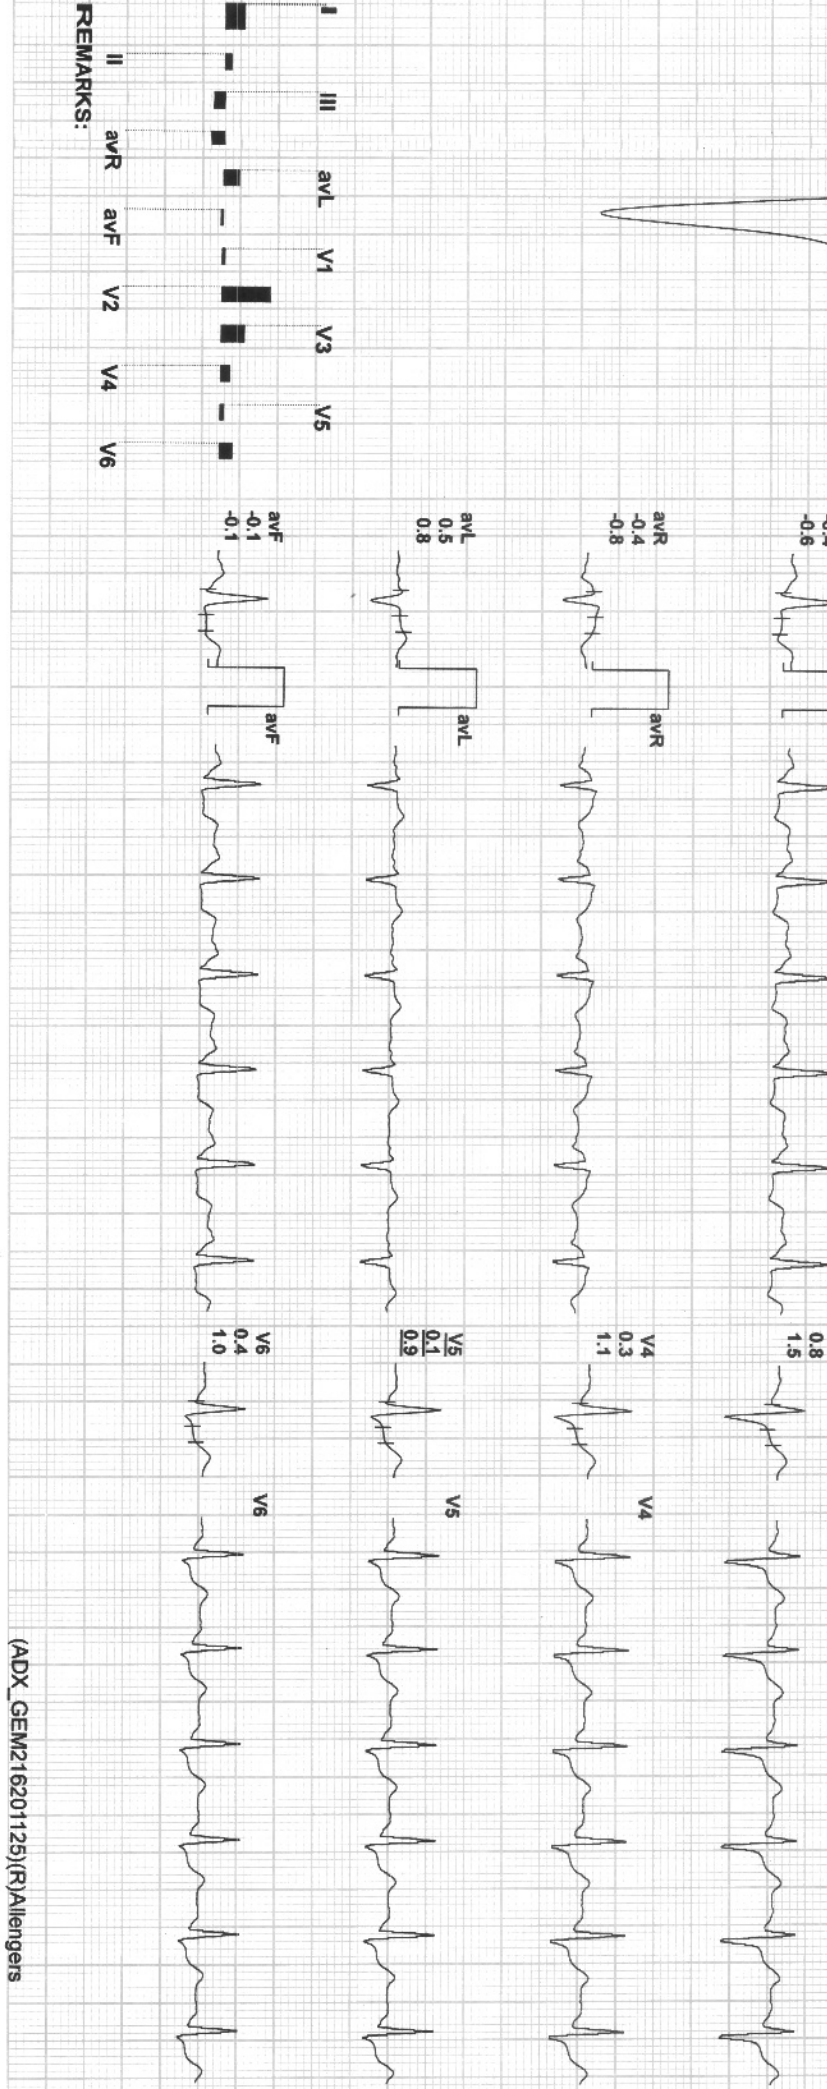 0.8
-0.6
1.5
avR
-0.4
-0.8
avR
V4
0.3
1.1
V4
avL
0.5
0.8
avL
V5
0.1
0.9
V5
I III avL V1 V3 V5
avF
-0.1
-0.1
avF
V6
0.4
1.0
V6
II avR avF V2 V4 V6
REMARKS:
(ADX_GEM216201125)(R)Allengers